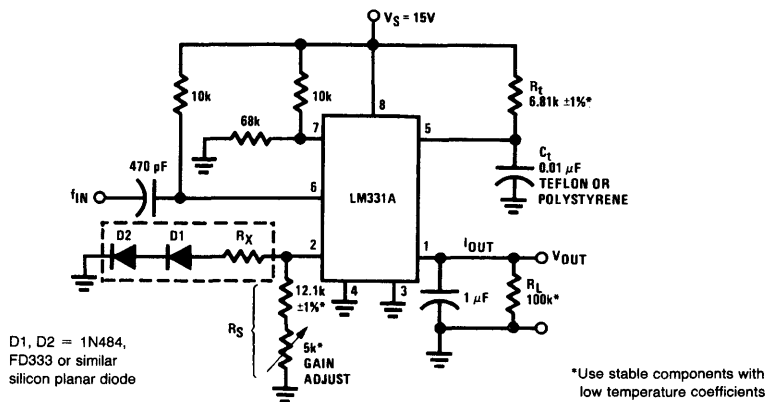 V_S = 15V
10k
10k
R_t
6.81k ±1%*
68k
7
8
5
C_t
0.01 µF
TEFLON OR
POLYSTYRENE
470 pF
f_IN
6
LM331A
D2
D1
R_X
2
1
i_OUT
V_OUT
12.1k
±1%*
4
3
1 µF
R_L
100k*
R_S
5k*
GAIN
ADJUST
D1, D2 = 1N484,
FD333 or similar
silicon planar diode
*Use stable components with
low temperature coefficients